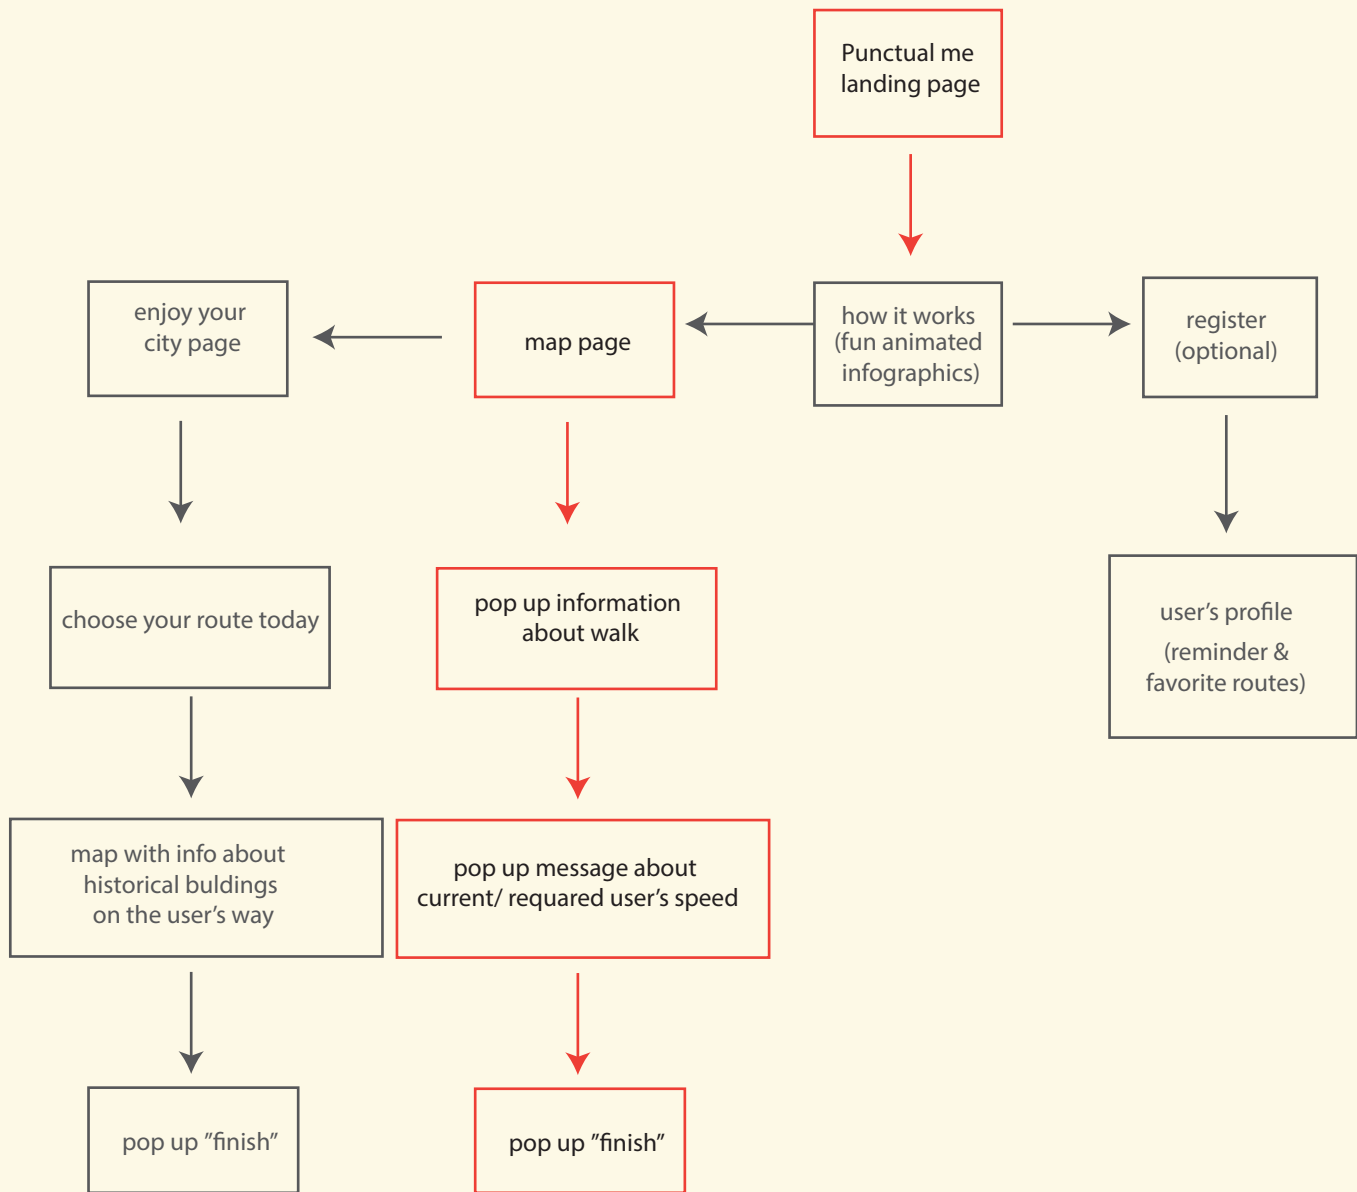 Punctual me
landing page
enjoy your
city page
map page
how it works
(fun animated
infographics)
register
(optional)
choose your route today
pop up information
about walk
user’s profile
(reminder &
favorite routes)
map with info about
historical buldings
on the user’s way
pop up message about
current/ requared user’s speed
pop up ”finish”
pop up ”finish”